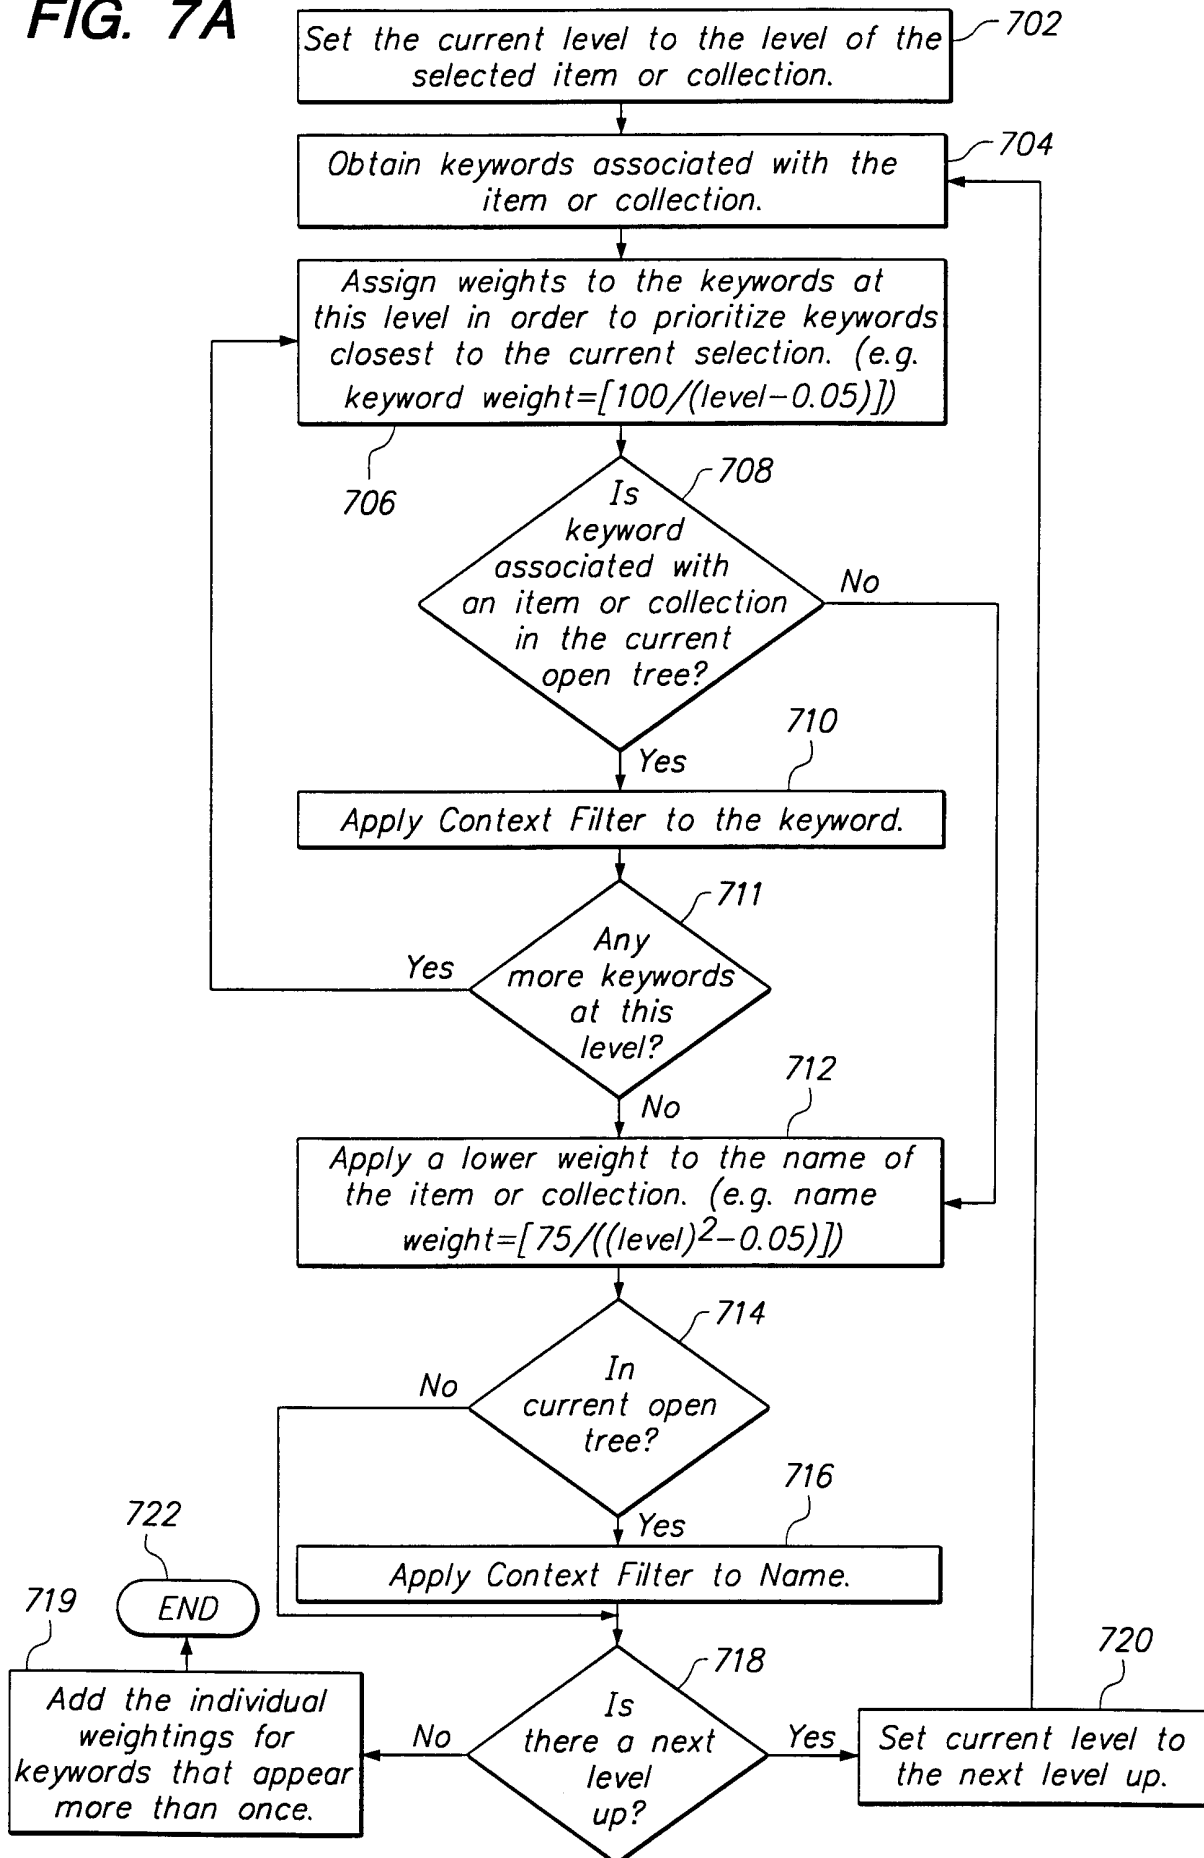 FIG. 7A
Set the current level to the level of the
selected item or collection.
702
Obtain keywords associated with the
item or collection.
704
Assign weights to the keywords at
this level in order to prioritize keywords
closest to the current selection. (e.g.
keyword weight=[100/(level-0.05)])
706
708
Is
keyword
associated with
an item or collection
in the current
open tree?
No
Yes
710
Apply Context Filter to the keyword.
711
Any
more keywords
at this
level?
Yes
No
712
Apply a lower weight to the name of
the item or collection. (e.g. name
weight=[75/((level)²-0.05)])
714
In
current open
tree?
No
Yes
716
Apply Context Filter to Name.
722
END
719
Add the individual
weightings for
keywords that appear
more than once.
718
Is
there a next
level
up?
No
Yes
720
Set current level to
the next level up.